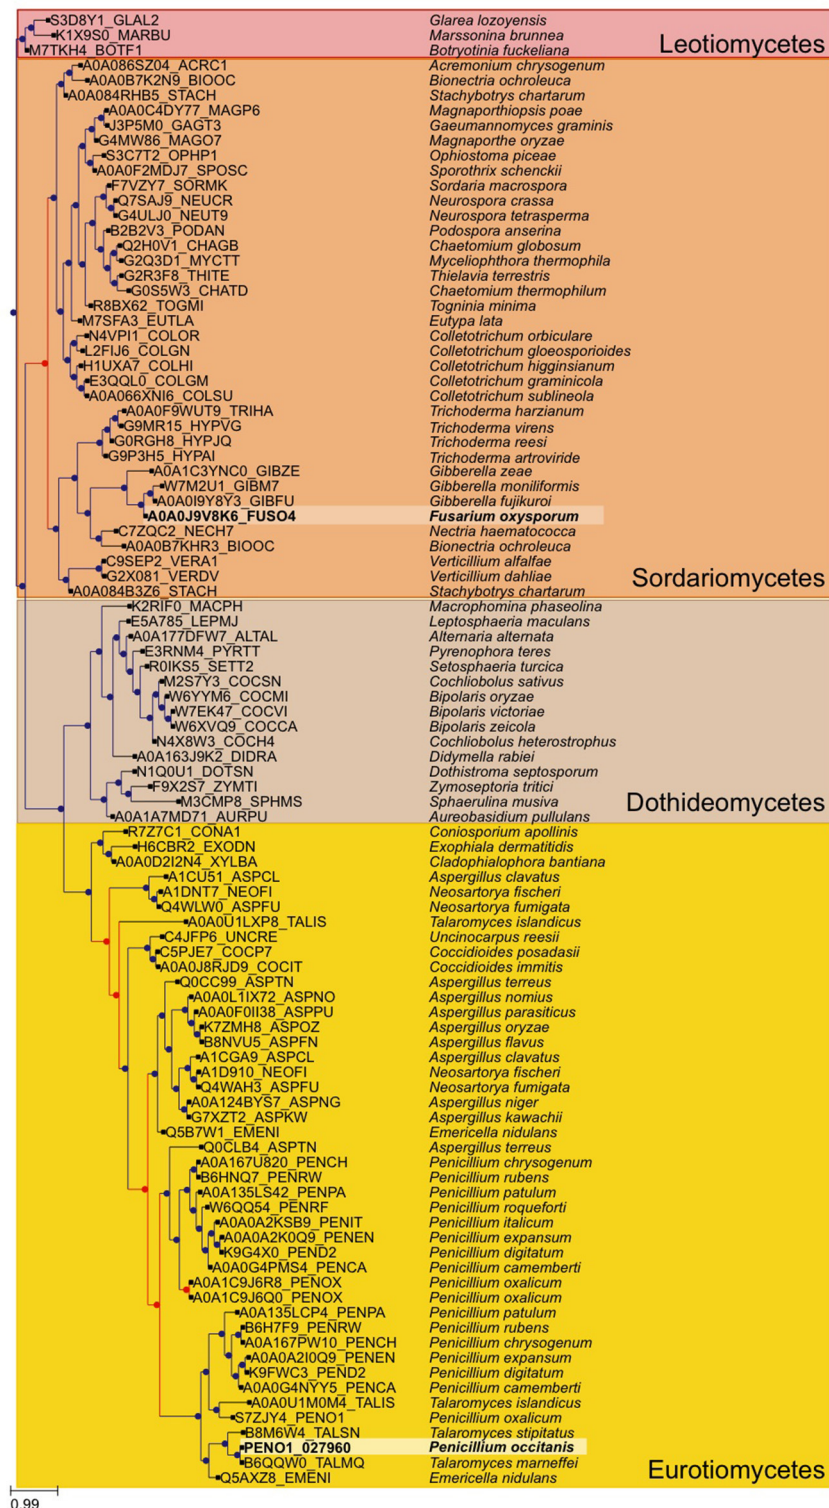 S3D8Y1_GLAL2 Glarea lozoyensis
K1X9S0_MARBU Marssonina brunnea
M7TKH4_BOTF1 Botryotinia fuckeliana
Leotiomycetes
A0A086SZ04_ACRC1 Acremonium chrysogenum
A0A0B7K2N9_BIOOC Bionectria ochroleuca
A0A084RHB5_STACH Stachybotrys chartarum
A0A0C4DY77_MAGP6 Magnaporthiopsis poae
J3P5M0_GAGT3 Gaeumannomyces graminis
G4MW86_MAGO7 Magnaporthe oryzae
S3C7T2_OPHP1 Ophiostoma piceae
A0A0F2MDJ7_SPOSC Sporothrix schenckii
F7VZY7_SORMK Sordaria macrospora
Q7SAJ9_NEUCR Neurospora crassa
G4ULJ0_NEUT9 Neurospora tetrasperma
B2B2V3_PODAN Podospora anserina
Q2H0V1_CHAGB Chaetomium globosum
G2Q3D1_MYCTT Myceliophthora thermophila
G2R3F8_THITE Thielavia terrestris
G0S5W3_CHATD Chaetomium thermophilum
R8BX62_TOGMI Togninia minima
M7SFA3_EUTLA Eutypa lata
N4VPI1_COLOR Colletotrichum orbiculare
L2FIJ6_COLGN Colletotrichum gloeosporioides
H1UXA7_COLHI Colletotrichum higginsianum
E3QQL0_COLGM Colletotrichum graminicola
A0A066XNI6_COLSU Colletotrichum sublineola
A0A0F9WUT9_TRIHA Trichoderma harzianum
G9MR15_HYPVG Trichoderma virens
G0RGH8_HYPJQ Trichoderma reesi
G9P3H5_HYPAI Trichoderma artroviride
A0A1C3YNC0_GIBZE Gibberella zeae
W7M2U1_GIBM7 Gibberella moniliformis
A0A0I9Y8Y3_GIBFU Gibberella fujikuroi
A0A0J9V8K6_FUSO4 Fusarium oxysporum
C7ZQC2_NECH7 Nectria haematococca
A0A0B7KHR3_BIOOC Bionectria ochroleuca
C9SEP2_VERA1 Verticillium alfalfae
G2X081_VERDV Verticillium dahliae
A0A084B3Z6_STACH Stachybotrys chartarum
Sordariomycetes
K2RIF0_MACPH Macrophomina phaseolina
E5A785_LEPMJ Leptosphaeria maculans
A0A177DFW7_ALTAL Alternaria alternata
E3RNM4_PYRTT Pyrenophora teres
R0IKS5_SETT2 Setosphaeria turcica
M2S7Y3_COCSN Cochliobolus sativus
W6YYM6_COCMI Bipolaris oryzae
W7EK47_COCVI Bipolaris victoriae
W6XVQ9_COCCA Bipolaris zeicola
N4X8W3_COCH4 Cochliobolus heterostrophus
A0A163J9K2_DIDRA Didymella rabiei
N1Q0U1_DOTSN Dothistroma septosporum
F9X2S7_ZYMTI Zymoseptoria tritici
M3CMP8_SPHMS Sphaerulina musiva
A0A1A7MD71_AURPU Aureobasidium pullulans
Dothideomycetes
R7Z7C1_CONA1 Coniosporium apollinis
H6CBR2_EXODN Exophiala dermatitidis
A0A0D2I2N4_XYLBA Cladophialophora bantiana
A1CU51_ASPCL Aspergillus clavatus
A1DNT7_NEOFI Neosartorya fischeri
Q4WLW0_ASPFU Neosartorya fumigata
A0A0U1LXP8_TALIS Talaromyces islandicus
C4JFP6_UNCRE Uncinocarpus reesii
C5PJE7_COCP7 Coccidioides posadasii
A0A0J8RJD9_COCIT Coccidioides immitis
Q0CC99_ASPTN Aspergillus terreus
A0A0L1IX72_ASPNO Aspergillus nomius
A0A0F0II38_ASPPU Aspergillus parasiticus
K7ZMH8_ASPOZ Aspergillus oryzae
B8NVU5_ASPFN Aspergillus flavus
A1CGA9_ASPCL Aspergillus clavatus
A1D910_NEOFI Neosartorya fischeri
Q4WAH3_ASPFU Neosartorya fumigata
A0A124BYS7_ASPNG Aspergillus niger
G7XZT2_ASPKW Aspergillus kawachii
Q5B7W1_EMENI Emericella nidulans
Q0CLB4_ASPTN Aspergillus terreus
A0A167U820_PENCH Penicillium chrysogenum
B6HNQ7_PENRW Penicillium rubens
A0A135LS42_PENPA Penicillium patulum
W6QQ54_PENRF Penicillium roqueforti
A0A0A2KSB9_PENIT Penicillium italicum
A0A0A2K0Q9_PENEN Penicillium expansum
K9G4X0_PEND2 Penicillium digitatum
A0A0G4PMS4_PENCA Penicillium camemberti
A0A1C9J6R8_PENOX Penicillium oxalicum
A0A1C9J6Q0_PENOX Penicillium oxalicum
A0A135LCP4_PENPA Penicillium patulum
B6H7F9_PENRW Penicillium rubens
A0A167PW10_PENCH Penicillium chrysogenum
A0A0A2I0Q9_PENEN Penicillium expansum
K9FWC3_PEND2 Penicillium digitatum
A0A0G4NYY5_PENCA Penicillium camemberti
A0A0U1M0M4_TALIS Talaromyces islandicus
S7ZJY4_PENO1 Penicillium oxalicum
B8M6W4_TALSN Talaromyces stipitatus
PENO1_027960 Penicillium occitanis
B6QQW0_TALMQ Talaromyces marneffei
Q5AXZ8_EMENI Emericella nidulans
Eurotiomycetes
0.99